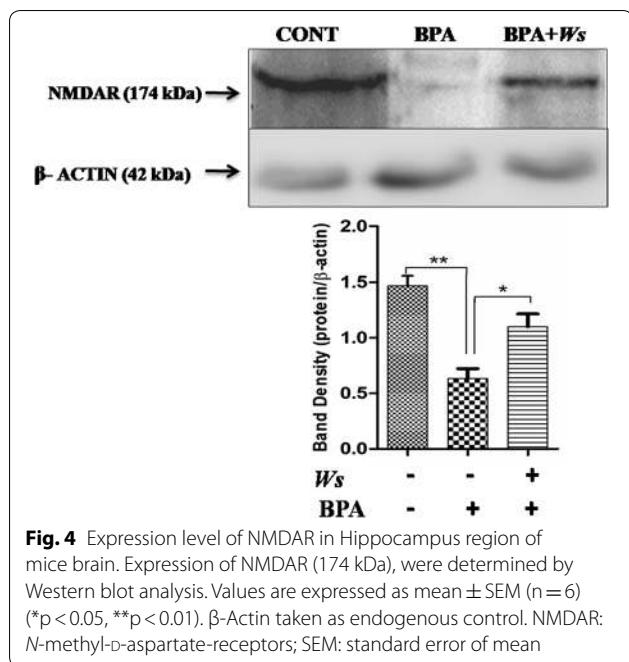 CONT BPA BPA+Ws
NMDAR (174 kDa)
β- ACTIN (42 kDa)
2.0
1.5
1.0
0.5
0.0
Band Density (protein/β-actin)
**
*
Ws - - +
BPA - + +
Fig. 4 Expression level of NMDAR in Hippocampus region of
mice brain. Expression of NMDAR (174 kDa), were determined by
Western blot analysis. Values are expressed as mean ± SEM (n = 6)
(*p < 0.05, **p < 0.01). β-Actin taken as endogenous control. NMDAR:
N-methyl-D-aspartate-receptors; SEM: standard error of mean